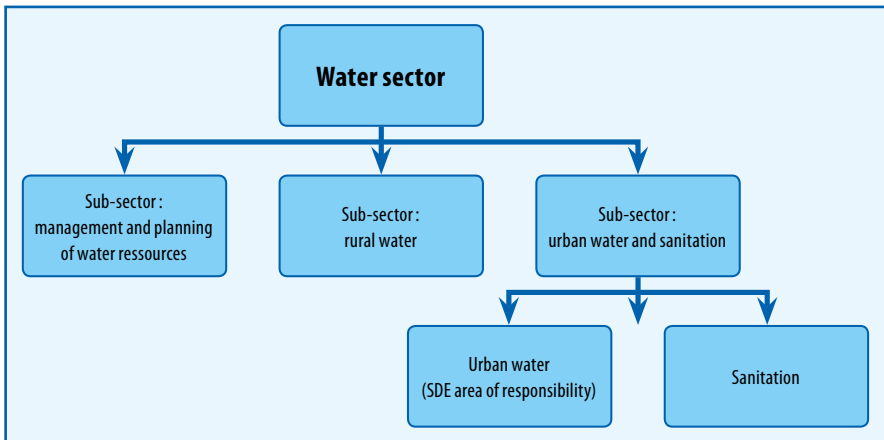 Water sector
Sub-sector :
management and planning
of water ressources
Sub-sector :
rural water
Sub-sector :
urban water and sanitation
Urban water
(SDE area of responsibility)
Sanitation